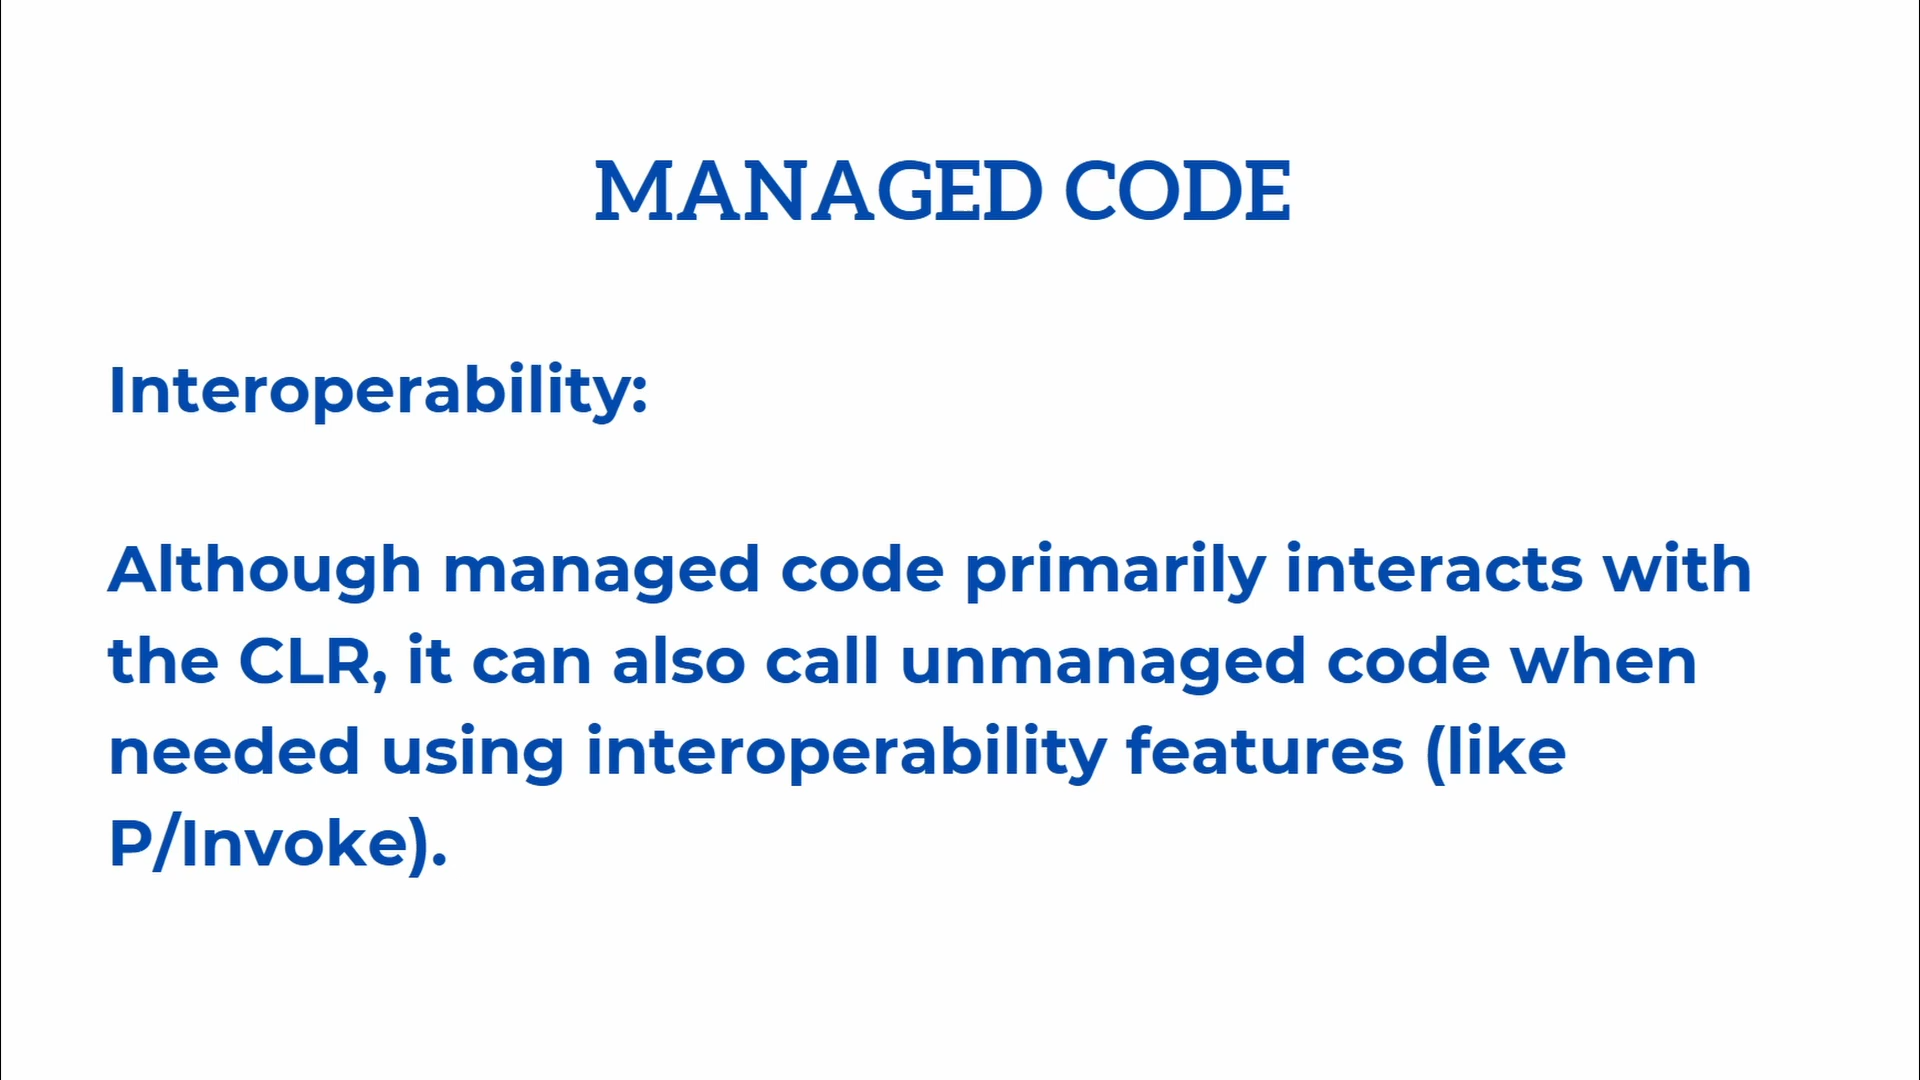 MANAGED CODE
Interoperability:
Although managed code primarily interacts with
the CLR, it can also call unmanaged code when
needed using interoperability features (like
P/Invoke).